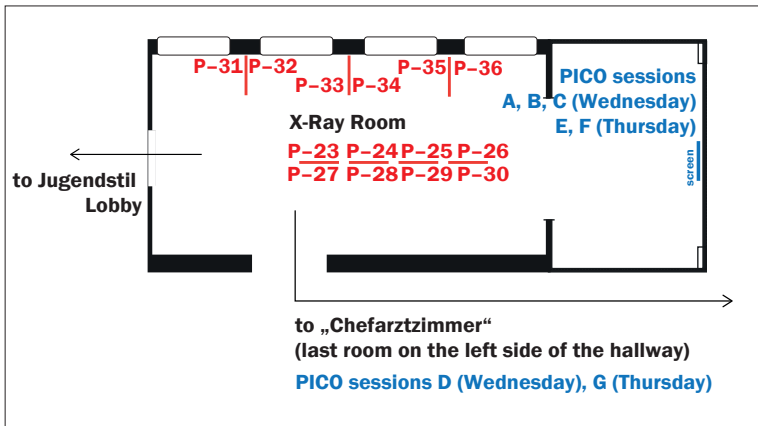 P–31 P–32
P–33 P–34
P–35 P–36
PICO sessions
A, B, C (Wednesday)
E, F (Thursday)
screen
X-Ray Room
P–23 P–24 P–25 P–26
P–27 P–28 P–29 P–30
to Jugendstil
Lobby
to „Chefarztzimmer“
(last room on the left side of the hallway)
PICO sessions D (Wednesday), G (Thursday)